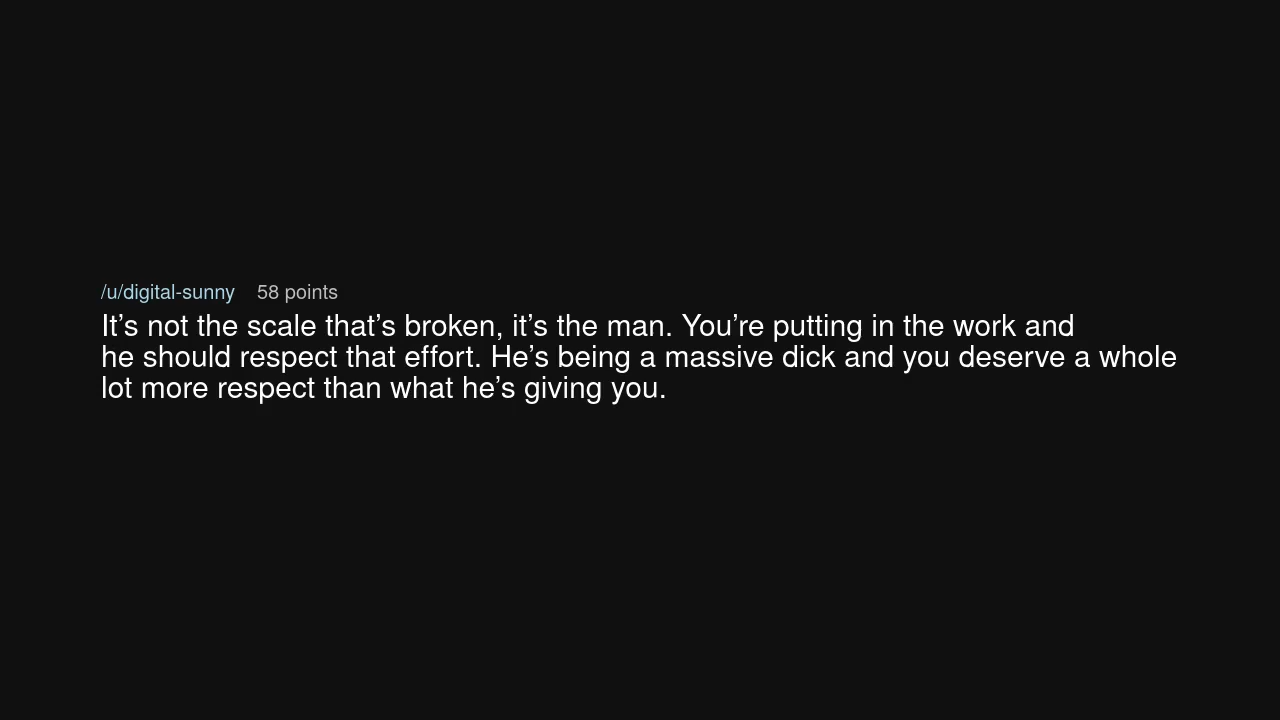 /u/digital-sunny 58 points
It’s not the scale that’s broken, it’s the man. You’re putting in the work and
he should respect that effort. He’s being a massive dick and you deserve a whole
lot more respect than what he’s giving you.